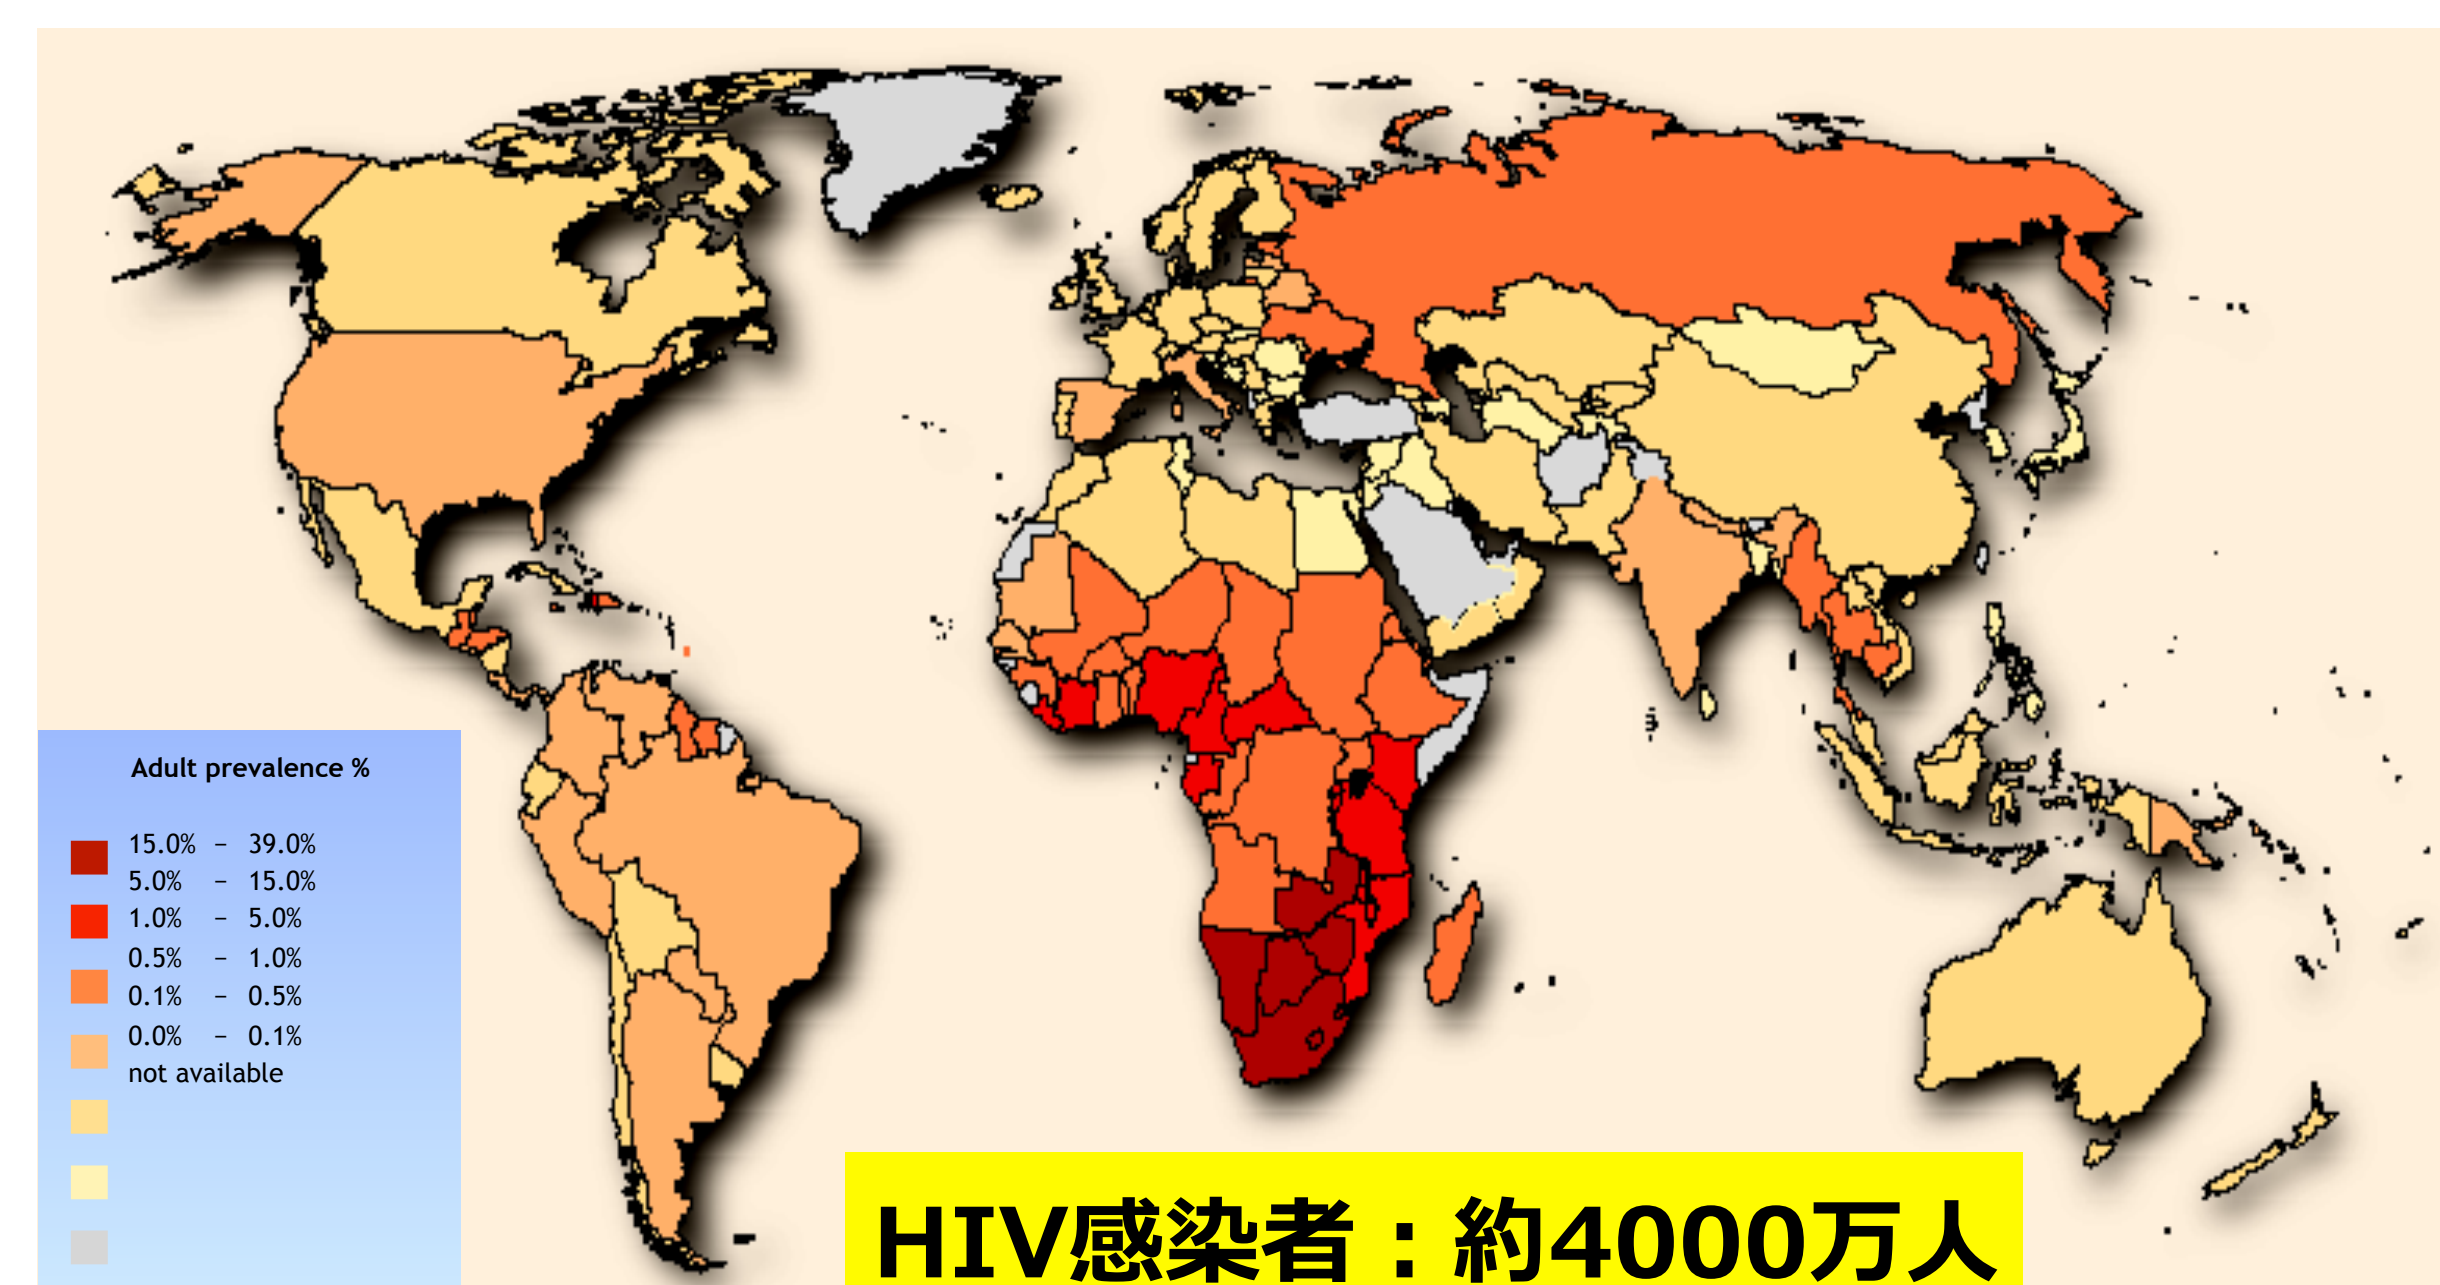 Adult prevalence %
15.0% – 39.0%
5.0% – 15.0%
1.0% – 5.0%
0.5% – 1.0%
0.1% – 0.5%
0.0% – 0.1%
not available
HIV感染者：約4000万人